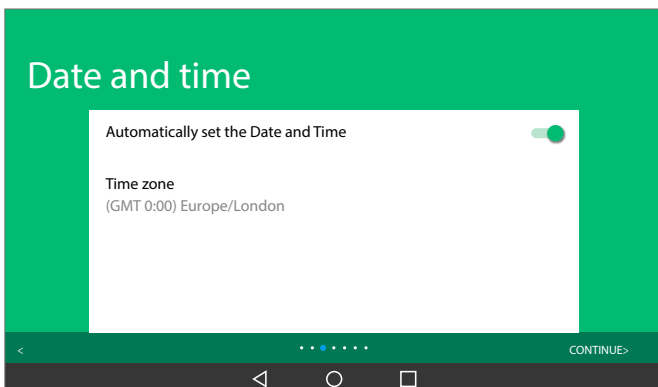 Date and time
Automatically set the Date and Time
Time zone
(GMT 0:00) Europe/London
<
CONTINUE>